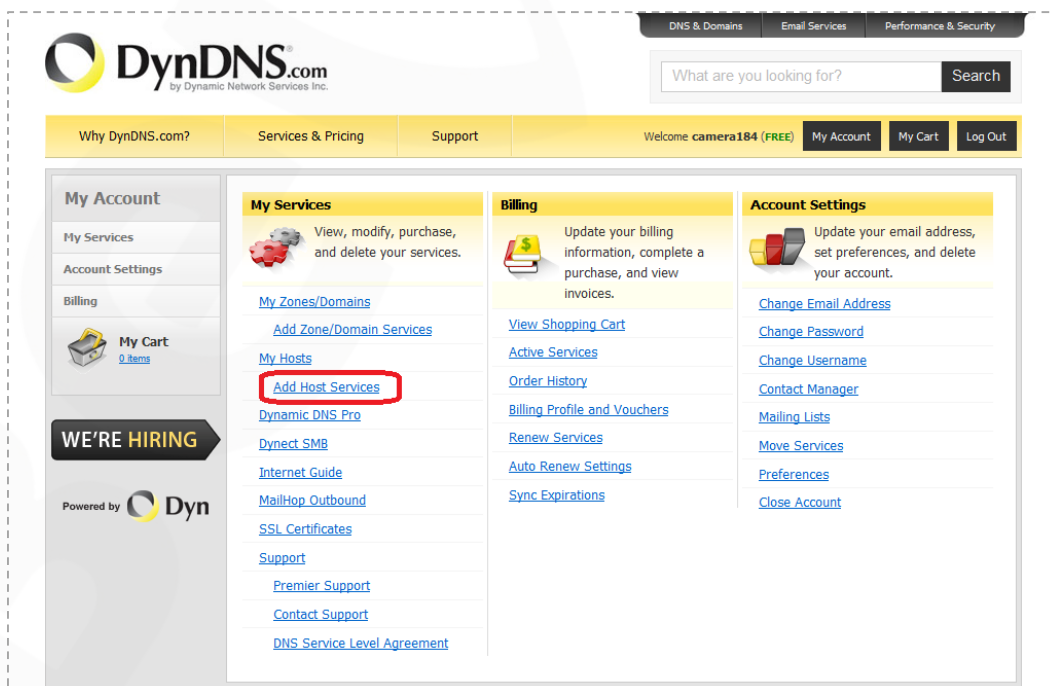 DNS & Domains Email Services Performance & Security
DynDNS.com
by Dynamic Network Services Inc.
What are you looking for? Search
Why DynDNS.com? Services & Pricing Support Welcome camera184 (FREE) My Account My Cart Log Out
My Account
My Services
Account Settings
Billing
My Cart
0 items
WE'RE HIRING
Powered by Dyn
My Services
View, modify, purchase,
and delete your services.
My Zones/Domains
Add Zone/Domain Services
My Hosts
Add Host Services
Dynamic DNS Pro
Dynect SMB
Internet Guide
MailHop Outbound
SSL Certificates
Support
Premier Support
Contact Support
DNS Service Level Agreement
Billing
Update your billing
information, complete a
purchase, and view
invoices.
View Shopping Cart
Active Services
Order History
Billing Profile and Vouchers
Renew Services
Auto Renew Settings
Sync Expirations
Account Settings
Update your email address,
set preferences, and delete
your account.
Change Email Address
Change Password
Change Username
Contact Manager
Mailing Lists
Move Services
Preferences
Close Account